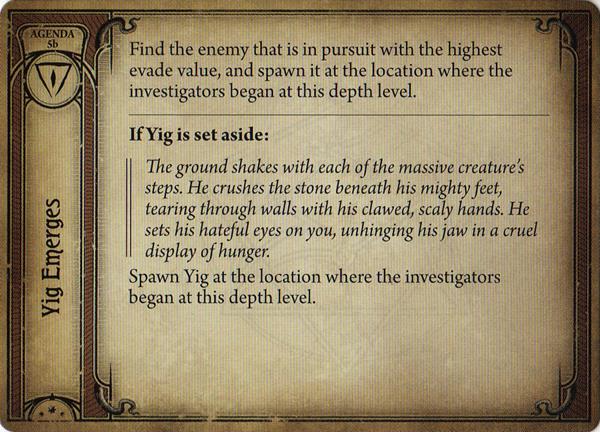 AGENDA
5b
Yig Emerges
Find the enemy that is in pursuit with the highest
evade value, and spawn it at the location where the
investigators began at this depth level.
If Yig is set aside:
The ground shakes with each of the massive creature's
steps. He crushes the stone beneath his mighty feet,
tearing through walls with his clawed, scaly hands. He
sets his hateful eyes on you, unhinging his jaw in a cruel
display of hunger.
Spawn Yig at the location where the investigators
began at this depth level.